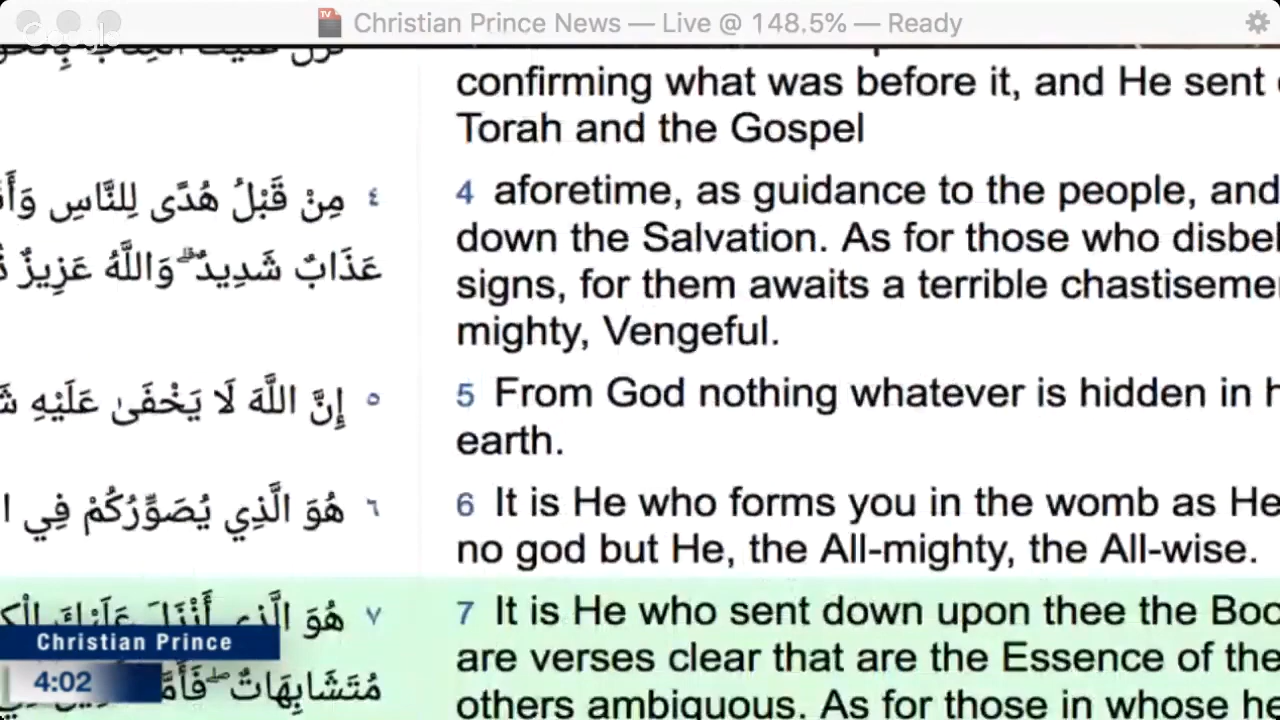 Christian Prince News — Live @ 148.5% — Ready
Google
confirming what was before it, and He sent
Torah and the Gospel
٤ مِنْ قَبْلُ هُدًى لِلنَّاسِ
4 aforetime, as guidance to the people, and
down the Salvation. As for those who
عَذَابٌ شَدِيدٌ ۗ وَاللَّهُ عَزِيزٌ
signs, for them awaits a terrible
mighty, Vengeful.
٥ إِنَّ اللَّهَ لَا يَخْفَىٰ عَلَيْهِ
5 From God nothing whatever is hidden in
earth.
٦ هُوَ الَّذِي يُصَوِّرُكُمْ فِي
6 It is He who forms you in the womb as He
no god but He, the All-mighty, the All-wise.
٧ هُوَ الَّذِي أَنْزَلَ عَلَيْكَ
7 It is He who sent down upon thee the
are verses clear that are the Essence of the
مُتَشَابِهَاتٌ ۖ
others ambiguous. As for those in whose
Christian Prince
4:02